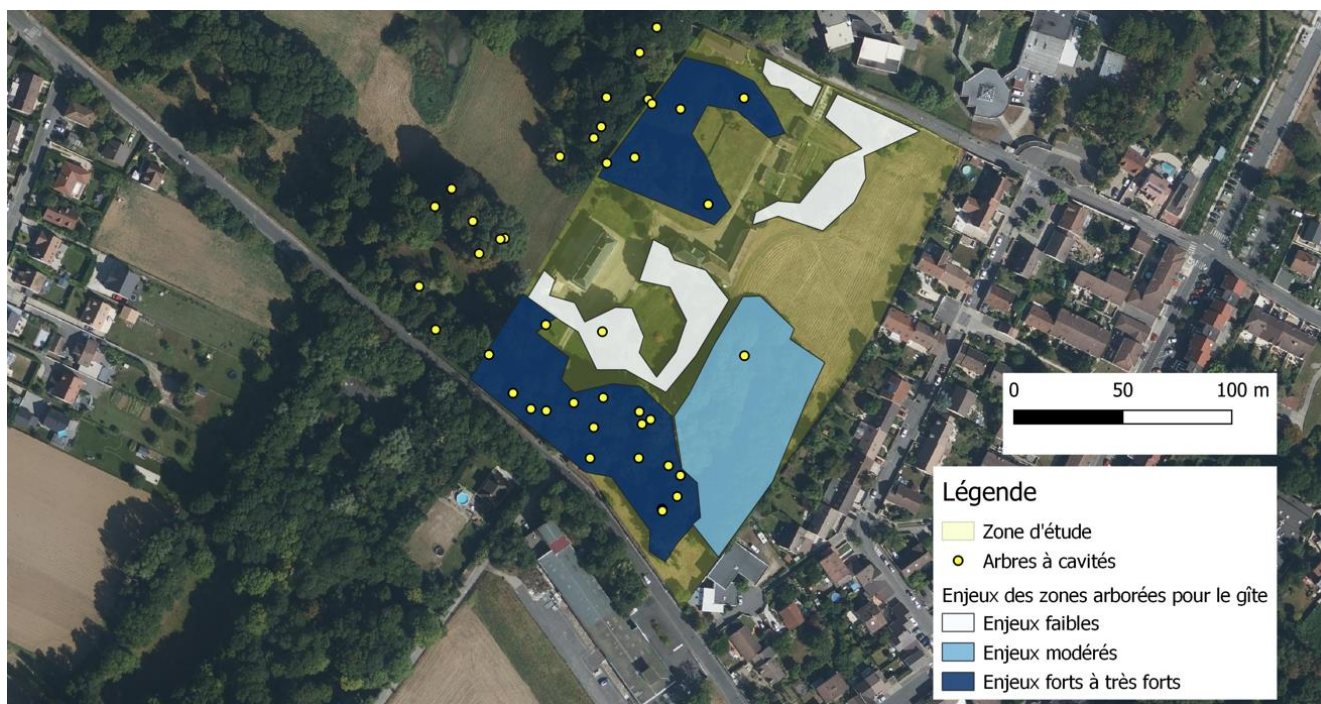 0 50 100 m
Légende
Zone d'étude
Arbres à cavités
Enjeux des zones arborées pour le gîte
Enjeux faibles
Enjeux modérés
Enjeux forts à très forts